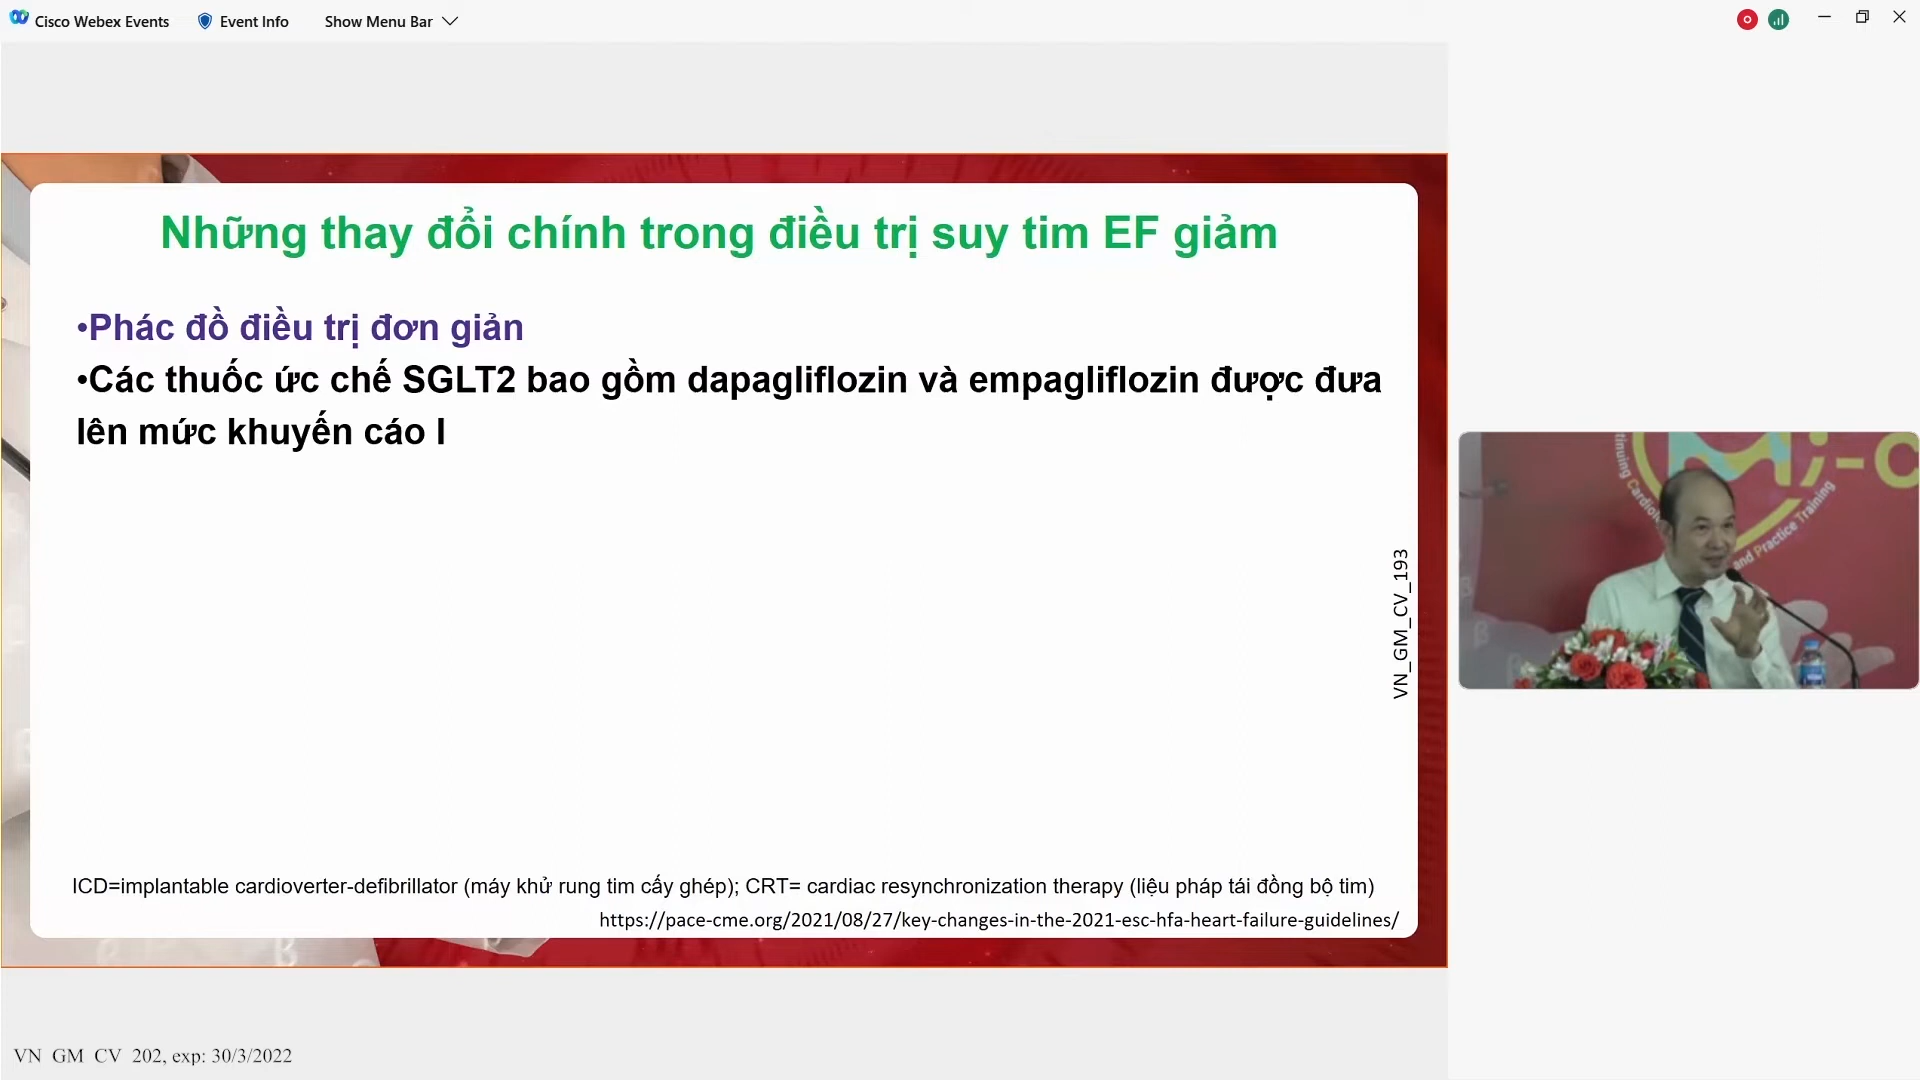 Cisco Webex Events
Event Info
Show Menu Bar
Những thay đổi chính trong điều trị suy tim EF giảm
•Phác đồ điều trị đơn giản
•Các thuốc ức chế SGLT2 bao gồm dapagliflozin và empagliflozin được đưa
lên mức khuyến cáo I
VN_GM_CV_193
ICD=implantable cardioverter-defibrillator (máy khử rung tim cấy ghép); CRT= cardiac resynchronization therapy (liệu pháp tái đồng bộ tim)
https://pace-cme.org/2021/08/27/key-changes-in-the-2021-esc-hfa-heart-failure-guidelines/
Mi-C
and Practice Training
VN_GM_CV_202, exp: 30/3/2022